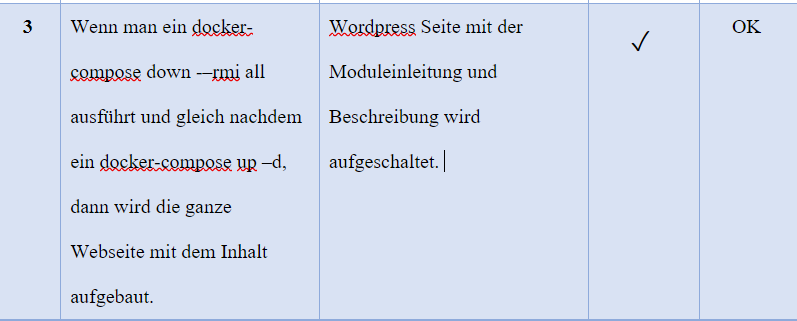 3
Wenn man ein docker-
compose down -–rmi all
ausführt und gleich nachdem
ein docker-compose up –d,
dann wird die ganze
Webseite mit dem Inhalt
aufgebaut.
Wordpress Seite mit der
Moduleinleitung und
Beschreibung wird
aufgeschaltet.
✓
OK